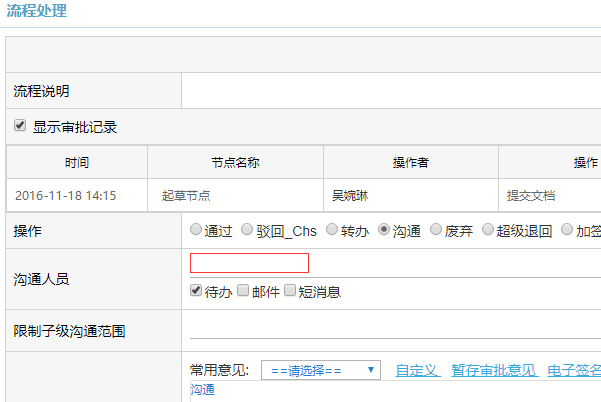 流程处理
流程说明
显示审批记录
时间 节点名称 操作者 操作
2016-11-18 14:15 起草节点 吴婉琳 提交文档
操作 通过 驳回_Chs 转办 沟通 废弃 超级退回 加签
沟通人员
待办 邮件 短消息
限制子级沟通范围
常用意见: ==请选择== 自定义 暂存审批意见 电子签名
沟通